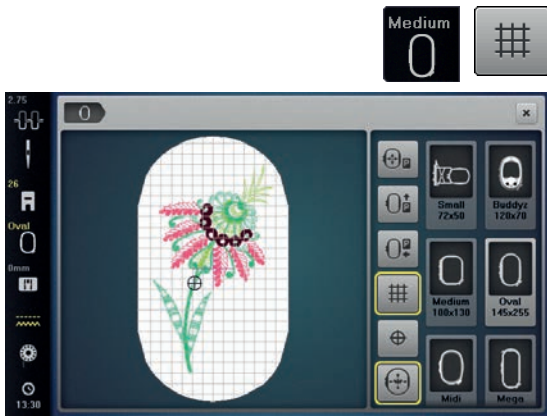 Medium
2.75
26
Oval
0mm
13.30
Small
72x50
Buddyz
120x70
Medium
100x130
Oval
145x255
Midi
Mega